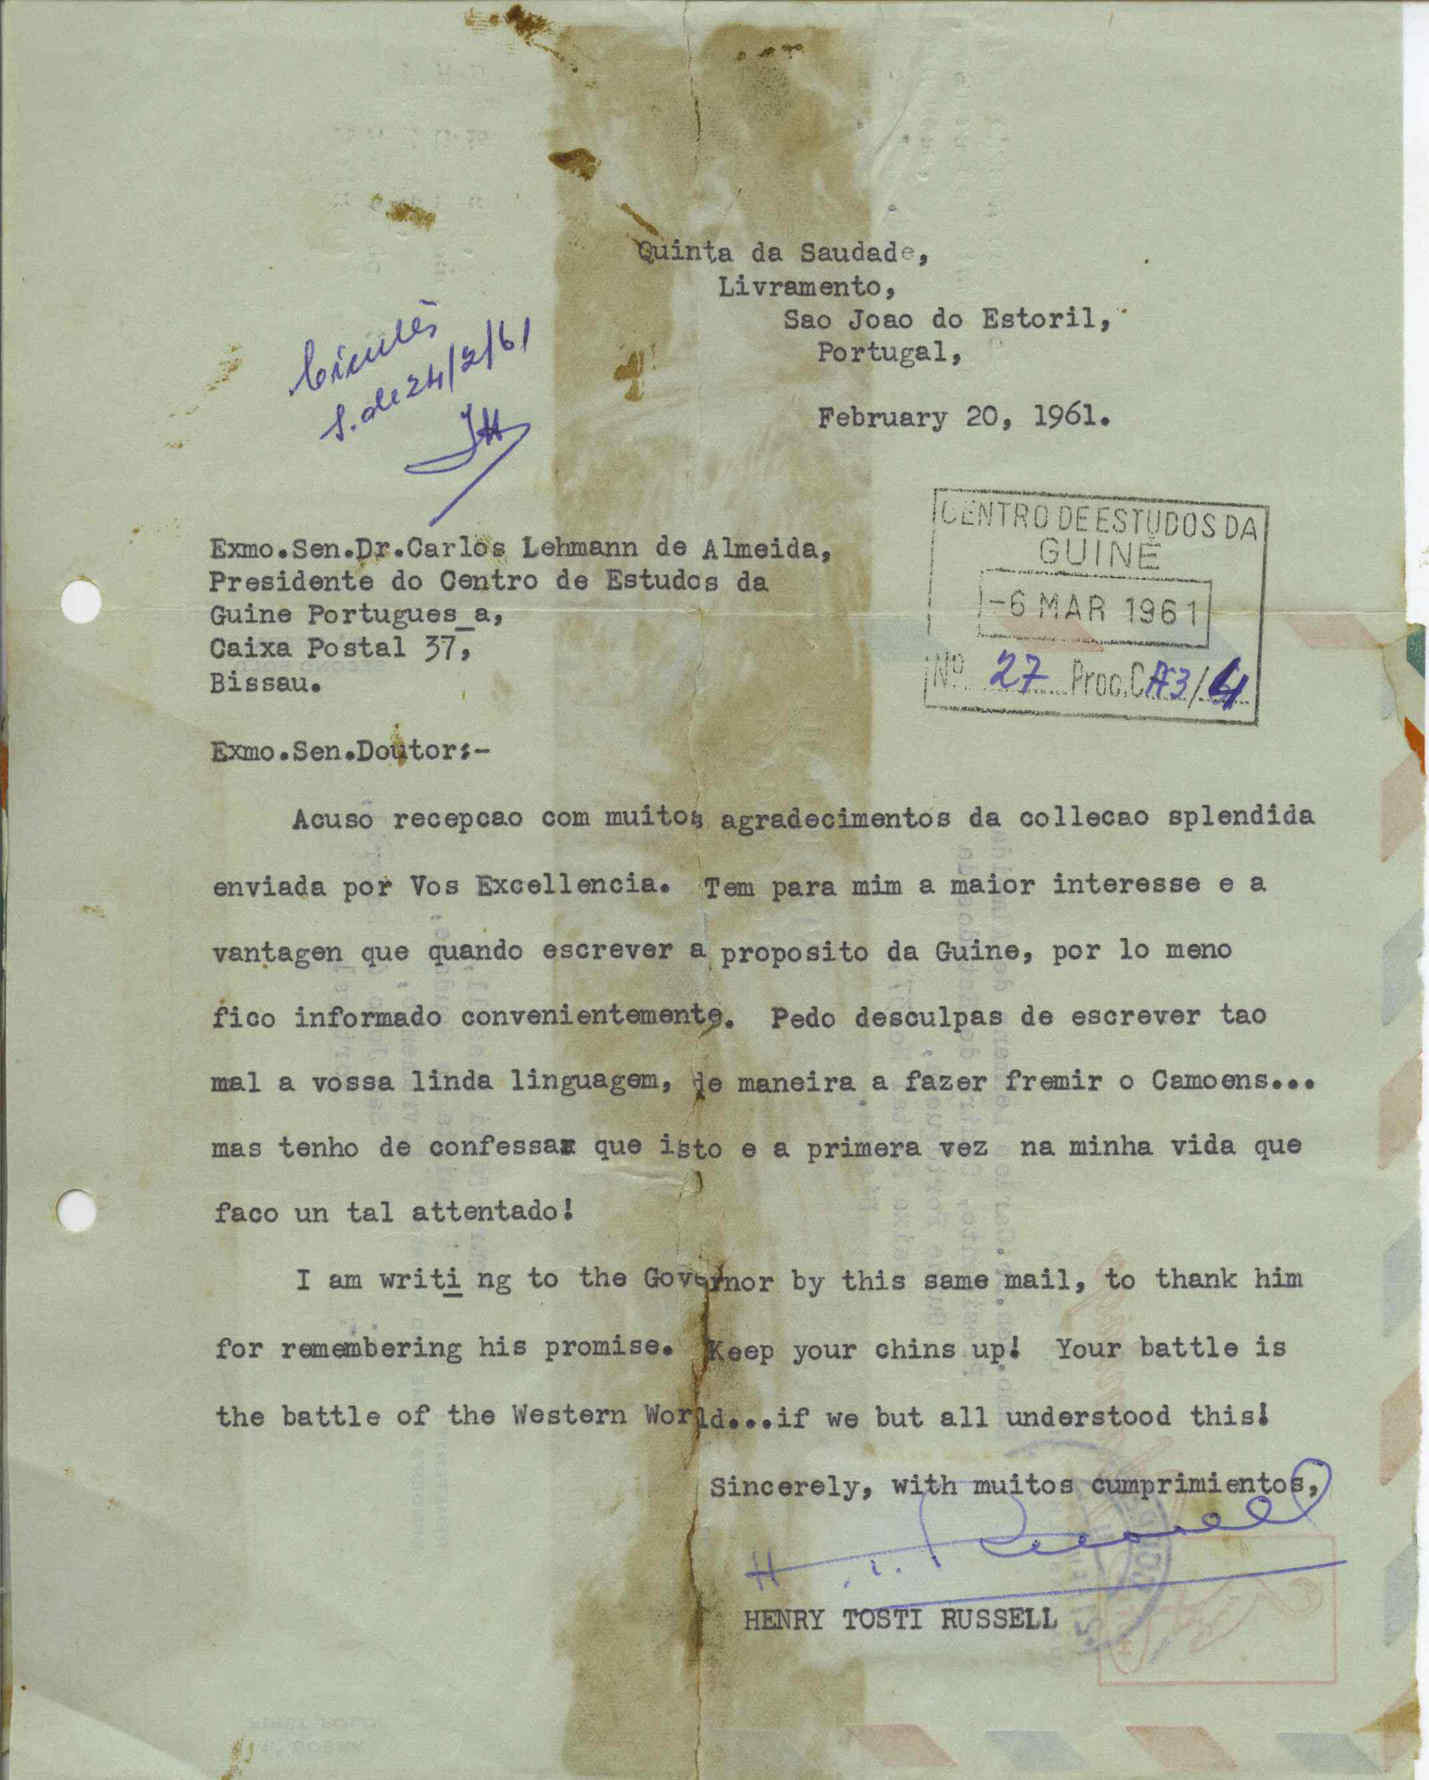 Quinta da Saudade,
Livramento,
Sao Joao do Estoril,
Portugal,
February 20, 1961.
S. de 24/2/61
CENTRO DE ESTUDOS DA
GUINÉ
-6 MAR 1961
Nº 27 Proc. C A3/4
Exmo.Sen.Dr.Carlos Lehmann de Almeida,
Presidente do Centro de Estudos da
Guine Portugues_a,
Caixa Postal 37,
Bissau.
Exmo.Sen.Doutor:-
Acuso recepcao com muitos agradecimentos da collecao splendida
enviada por Vos Excellencia. Tem para mim a maior interesse e a
vantagen que quando escrever a proposito da Guine, por lo meno
fico informado convenientemente. Pedo desculpas de escrever tao
mal a vossa linda linguagem, de maneira a fazer fremir o Camoens...
mas tenho de confessar que isto e a primera vez na minha vida que
faco un tal attentado!
I am writi ng to the Governor by this same mail, to thank him
for remembering his promise. Keep your chins up! Your battle is
the battle of the Western World...if we but all understood this!
Sincerely, with muitos cumprimientos,
H. T. Russell
HENRY TOSTI RUSSELL